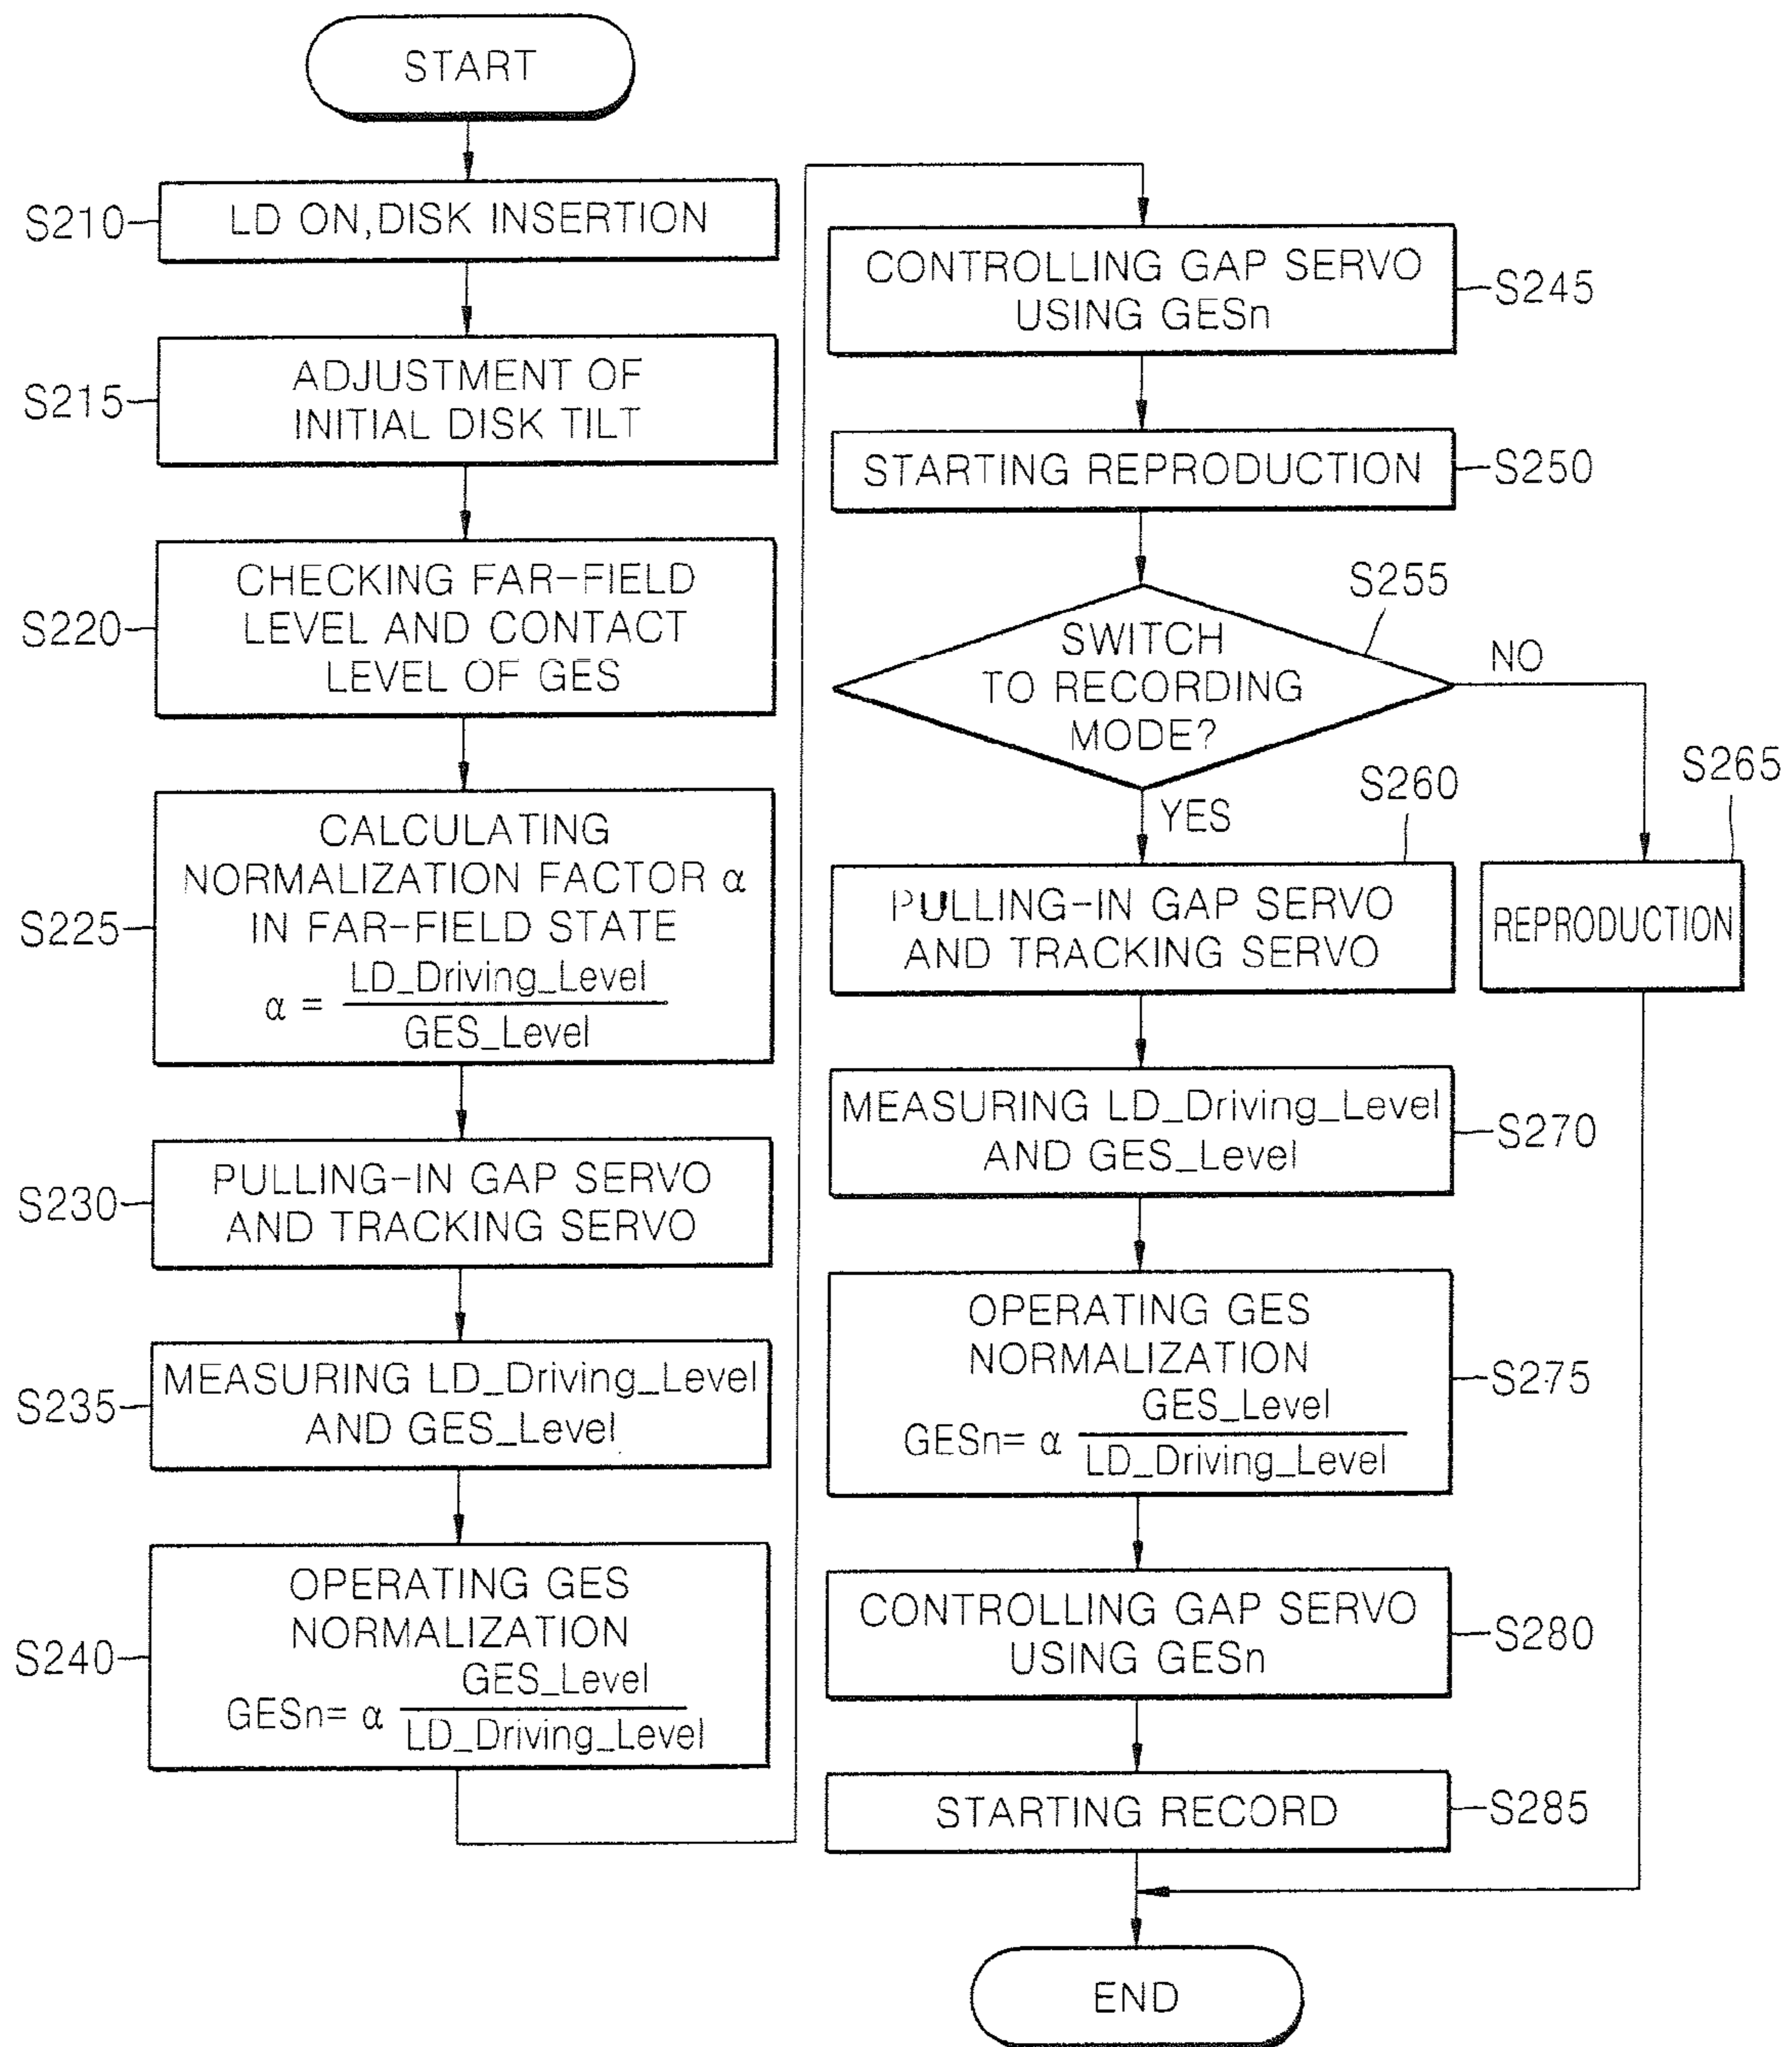 START
S210
LD ON,DISK INSERTION
S215
ADJUSTMENT OF
INITIAL DISK TILT
S220
CHECKING FAR-FIELD
LEVEL AND CONTACT
LEVEL OF GES
S225
CALCULATING
NORMALIZATION FACTOR α
IN FAR-FIELD STATE
α = LD_Driving_Level
GES_Level
S230
PULLING-IN GAP SERVO
AND TRACKING SERVO
S235
MEASURING LD_Driving_Level
AND GES_Level
S240
OPERATING GES
NORMALIZATION
GESn= α GES_Level
LD_Driving_Level
CONTROLLING GAP SERVO
USING GESn
S245
STARTING REPRODUCTION
S250
S255
SWITCH
TO RECORDING
MODE?
NO
YES
S260
S265
PULLING-IN GAP SERVO
AND TRACKING SERVO
REPRODUCTION
MEASURING LD_Driving_Level
AND GES_Level
S270
OPERATING GES
NORMALIZATION
GESn= α GES_Level
LD_Driving_Level
S275
CONTROLLING GAP SERVO
USING GESn
S280
STARTING RECORD
S285
END